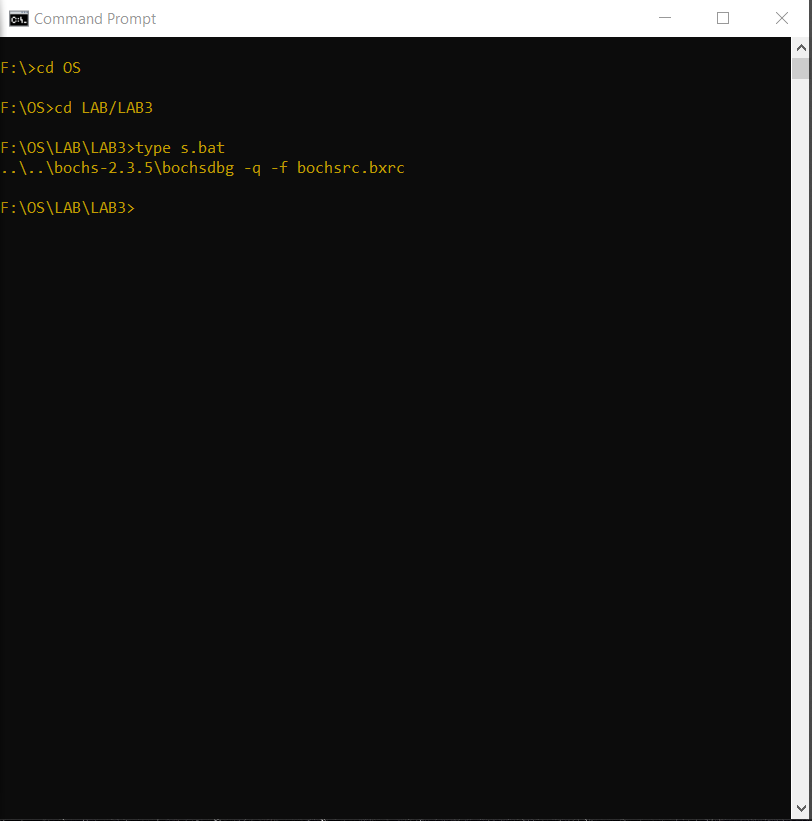 Command Prompt
F:\>cd OS
F:\OS>cd LAB/LAB3
F:\OS\LAB\LAB3>type s.bat
..\..\bochs-2.3.5\bochsdbg -q -f bochsrc.bxrc
F:\OS\LAB\LAB3>